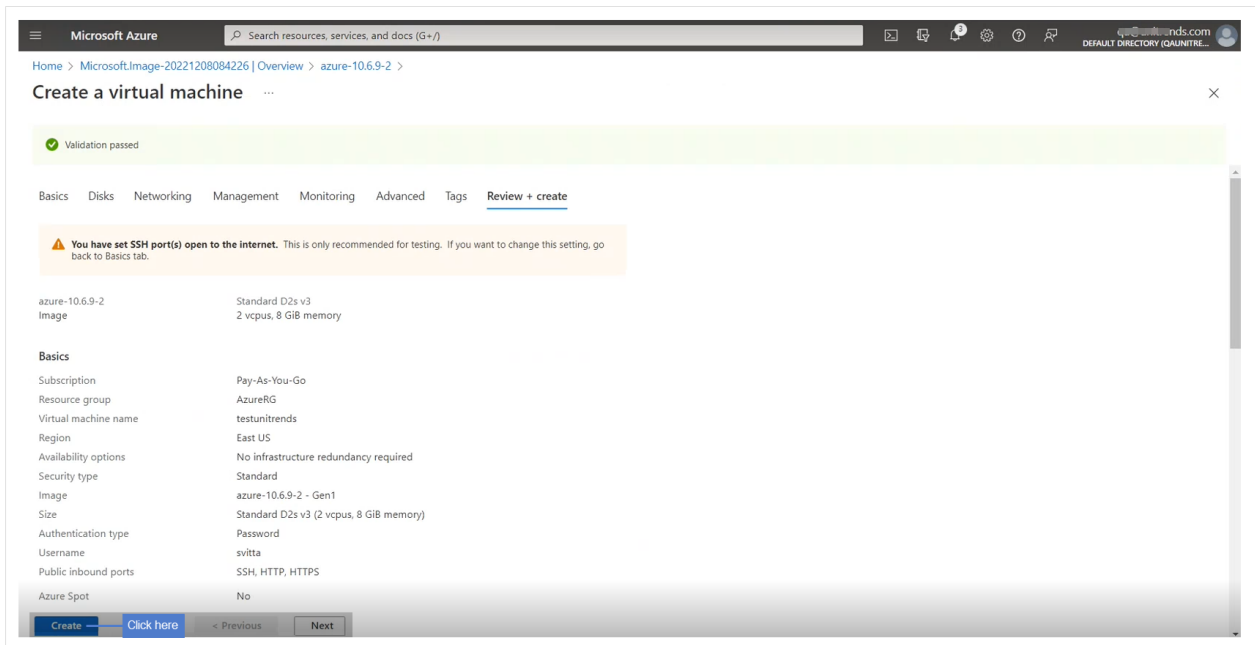 Microsoft Azure
Search resources, services, and docs (G+/)
3
nds.com
DEFAULT DIRECTORY (QAUNITRE...
Home > Microsoft.Image-20221208084226 | Overview > azure-10.6.9-2 >
Create a virtual machine ...
Validation passed
Basics Disks Networking Management Monitoring Advanced Tags Review + create
You have set SSH port(s) open to the internet. This is only recommended for testing. If you want to change this setting, go
back to Basics tab.
azure-10.6.9-2 Standard D2s v3
Image 2 vcpus, 8 GiB memory
Basics
Subscription Pay-As-You-Go
Resource group AzureRG
Virtual machine name testunitrends
Region East US
Availability options No infrastructure redundancy required
Security type Standard
Image azure-10.6.9-2 - Gen1
Size Standard D2s v3 (2 vcpus, 8 GiB memory)
Authentication type Password
Username svitta
Public inbound ports SSH, HTTP, HTTPS
Azure Spot No
Create Click here < Previous Next